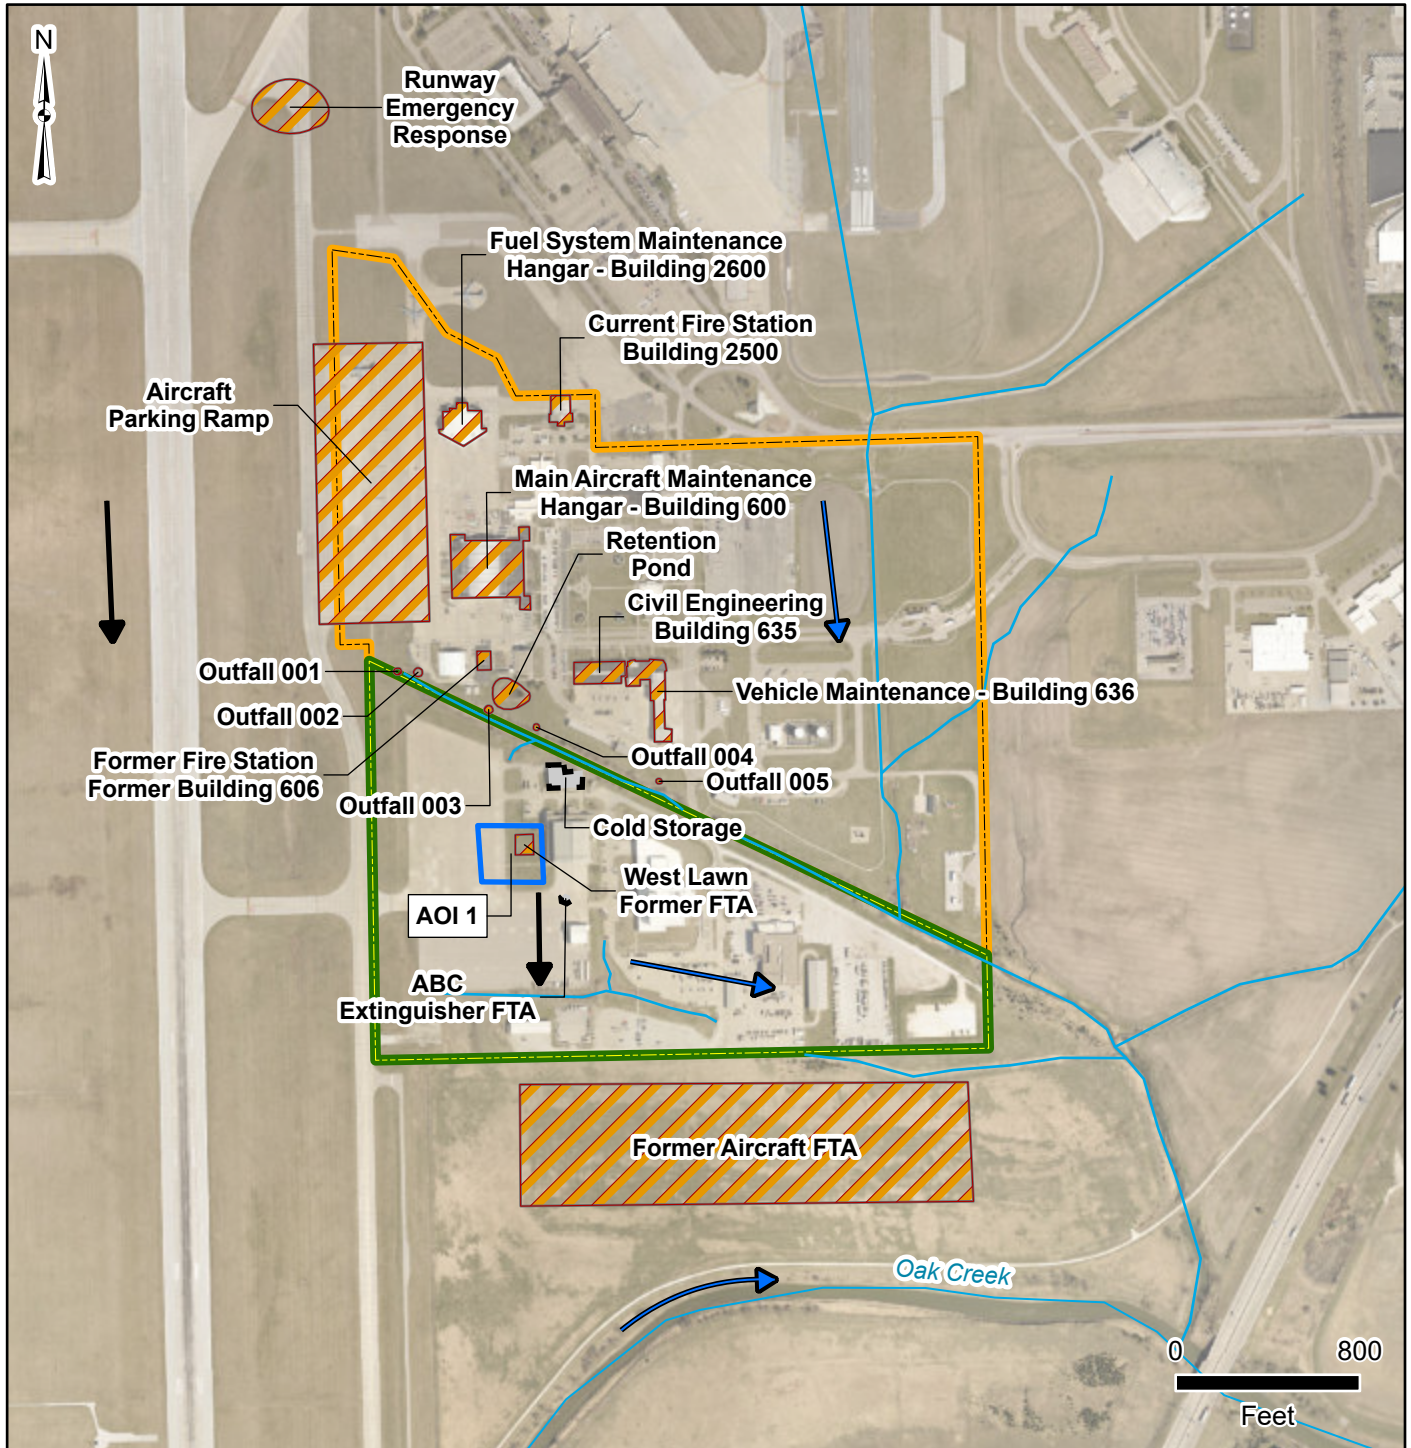 N
Runway
Emergency
Response
Fuel System Maintenance
Hangar - Building 2600
Current Fire Station
Building 2500
Aircraft
Parking Ramp
Main Aircraft Maintenance
Hangar - Building 600
Retention
Pond
Civil Engineering
Building 635
Outfall 001
Vehicle Maintenance - Building 636
Outfall 002
Former Fire Station
Former Building 606
Outfall 004
Outfall 005
Outfall 003
Cold Storage
West Lawn
Former FTA
AOI 1
ABC
Extinguisher FTA
Former Aircraft FTA
Oak Creek
0 800
Feet